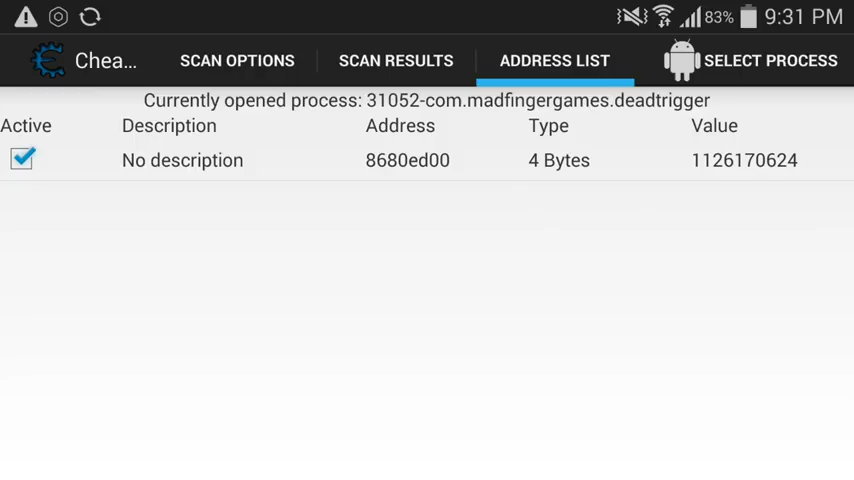 83% 9:31 PM
Chea... SCAN OPTIONS SCAN RESULTS ADDRESS LIST SELECT PROCESS
Currently opened process: 31052-com.madfingergames.deadtrigger
Active Description Address Type Value
No description 8680ed00 4 Bytes 1126170624